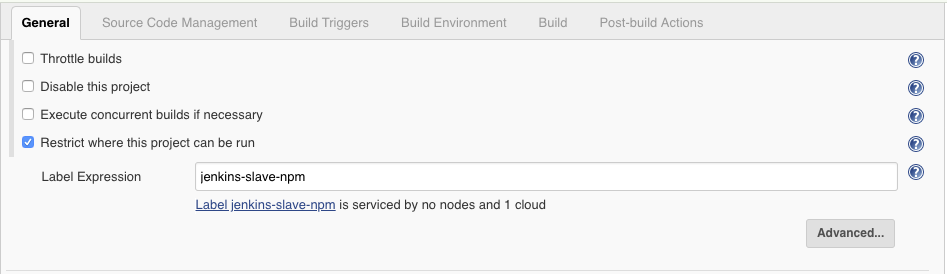 General Source Code Management Build Triggers Build Environment Build Post-build Actions
Throttle builds ?
Disable this project ?
Execute concurrent builds if necessary ?
Restrict where this project can be run ?
Label Expression jenkins-slave-npm ?
Label jenkins-slave-npm is serviced by no nodes and 1 cloud
Advanced...